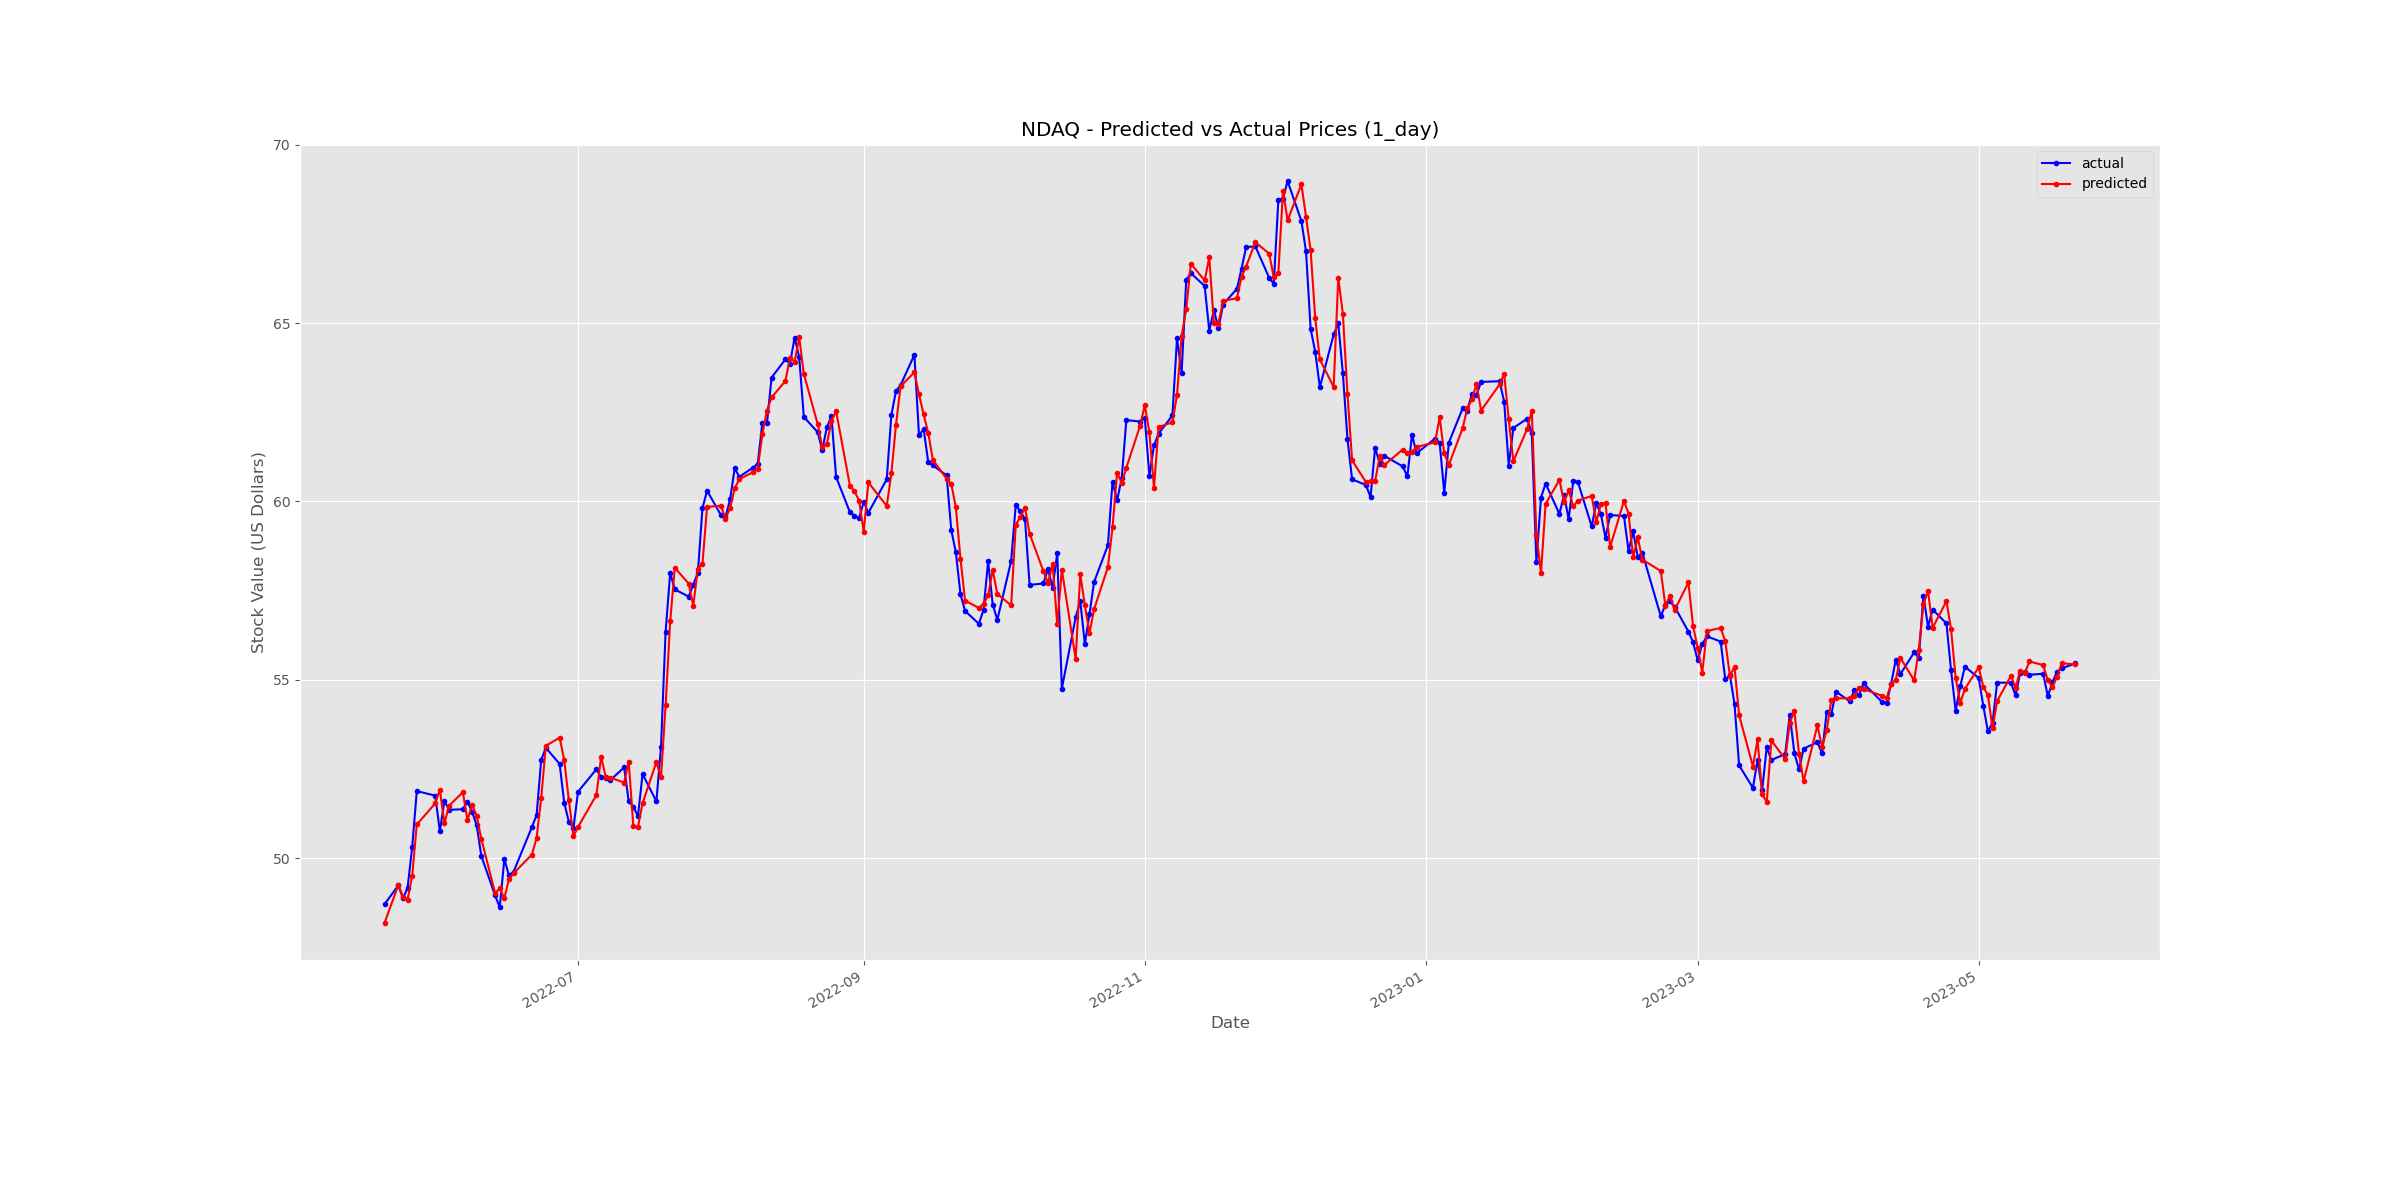 NDAQ - Predicted vs Actual Prices (1_day)
actual
predicted
Stock Value (US Dollars)
70
65
60
55
50
2022-07
2022-09
2022-11
2023-01
2023-03
2023-05
Date